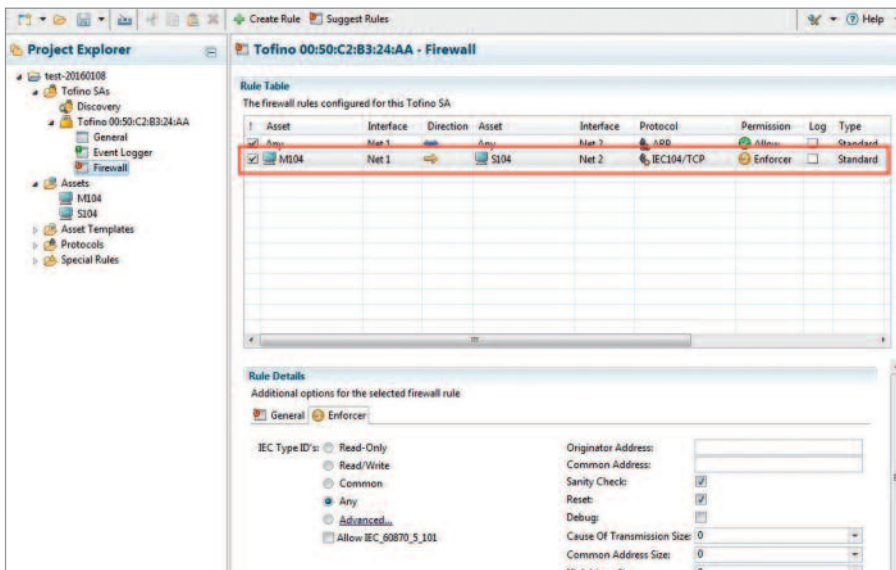 Create Rule Suggest Rules Help
Project Explorer
test-20160108
Tofino SAs
Discovery
Tofino 00:50:C2:B3:24:AA
General
Event Logger
Firewall
Assets
M104
S104
Asset Templates
Protocols
Special Rules
Tofino 00:50:C2:B3:24:AA - Firewall
Rule Table
The firewall rules configured for this Tofino SA
! Asset Interface Direction Asset Interface Protocol Permission Log Type
Any Net 1 Any Net 2 ARP Allow Standard
M104 Net 1 S104 Net 2 IEC104/TCP Enforcer Standard
Rule Details
Additional options for the selected firewall rule
General Enforcer
IEC Type ID's: Read-Only
Read/Write
Common
Any
Advanced...
Allow IEC_60870_5_101
Originator Address:
Common Address:
Sanity Check:
Reset:
Debug:
Cause Of Transmission Size: 0
Common Address Size: 0